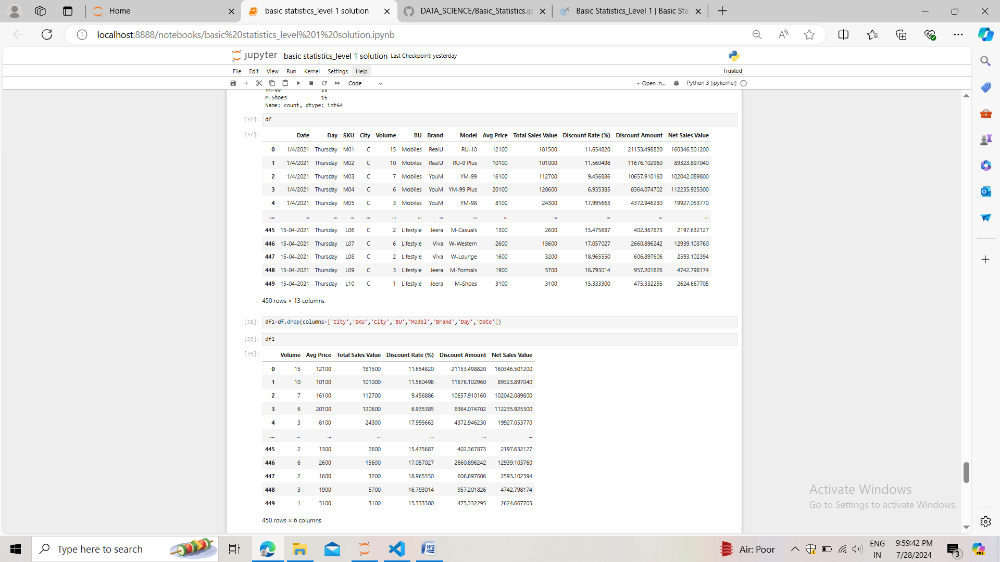 Home
basic statistics_level 1 solution
DATA_SCIENCE/Basic_Statistics.ip
Basic Statistics_Level 1 | Basic Sta
localhost:8888/notebooks/basic%20statistics_level%201%20solution.ipynb
jupyter basic statistics_level 1 solution Last Checkpoint: yesterday
File Edit View Run Kernel Settings Help Trusted
Code Open in... Python 3 (ipykernel)
YM-99 15
M-Shoes 15
Name: count, dtype: int64
[37]: df
[37]: Date Day SKU City Volume BU Brand Model Avg Price Total Sales Value Discount Rate (%) Discount Amount Net Sales Value
0 1/4/2021 Thursday M01 C 15 Mobiles RealU RU-10 12100 181500 11.654820 21153.498820 160346.501200
1 1/4/2021 Thursday M02 C 10 Mobiles RealU RU-9 Plus 10100 101000 11.560498 11676.102960 89323.897040
2 1/4/2021 Thursday M03 C 7 Mobiles YouM YM-99 16100 112700 9.456886 10657.910160 102042.089800
3 1/4/2021 Thursday M04 C 6 Mobiles YouM YM-99 Plus 20100 120600 6.935385 8364.074702 112235.925300
4 1/4/2021 Thursday M05 C 3 Mobiles YouM YM-98 8100 24300 17.995663 4372.946230 19927.053770
... ... ... ... ... ... ... ... ... ... ... ... ... ...
445 15-04-2021 Thursday L06 C 2 Lifestyle Jeera M-Casuals 1300 2600 15.475687 402.367873 2197.632127
446 15-04-2021 Thursday L07 C 6 Lifestyle Viva W-Western 2600 15600 17.057027 2660.896242 12939.103760
447 15-04-2021 Thursday L08 C 2 Lifestyle Viva W-Lounge 1600 3200 18.965550 606.897606 2593.102394
448 15-04-2021 Thursday L09 C 3 Lifestyle Jeera M-Formals 1900 5700 16.793014 957.201826 4742.798174
449 15-04-2021 Thursday L10 C 1 Lifestyle Jeera M-Shoes 3100 3100 15.333300 475.332295 2624.667705
450 rows × 13 columns
[38]: df1=df.drop(columns=['City','SKU','City','BU','Model','Brand','Day','Date'])
[39]: df1
[39]: Volume Avg Price Total Sales Value Discount Rate (%) Discount Amount Net Sales Value
0 15 12100 181500 11.654820 21153.498820 160346.501200
1 10 10100 101000 11.560498 11676.102960 89323.897040
2 7 16100 112700 9.456886 10657.910160 102042.089800
3 6 20100 120600 6.935385 8364.074702 112235.925300
4 3 8100 24300 17.995663 4372.946230 19927.053770
... ... ... ... ... ... ...
445 2 1300 2600 15.475687 402.367873 2197.632127
446 6 2600 15600 17.057027 2660.896242 12939.103760
447 2 1600 3200 18.965550 606.897606 2593.102394
448 3 1900 5700 16.793014 957.201826 4742.798174
449 1 3100 3100 15.333300 475.332295 2624.667705
450 rows × 6 columns
Activate Windows
Go to Settings to activate Windows.
Type here to search
Air: Poor
ENG
IN
9:59:42 PM
7/28/2024
3
PRE